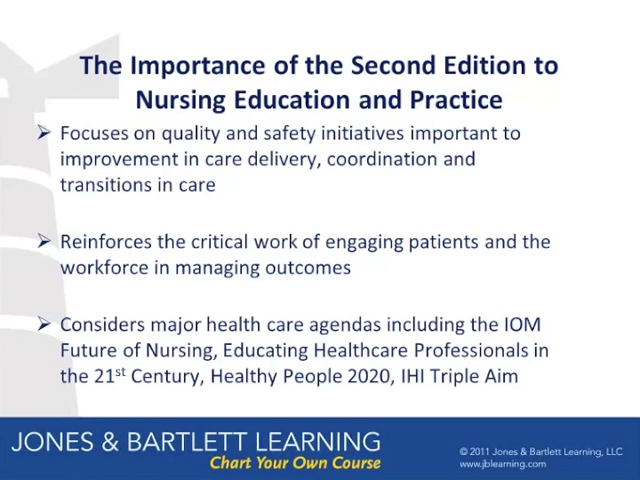 The Importance of the Second Edition to
Nursing Education and Practice
➢ Focuses on quality and safety initiatives important to
improvement in care delivery, coordination and
transitions in care
➢ Reinforces the critical work of engaging patients and the
workforce in managing outcomes
➢ Considers major health care agendas including the IOM
Future of Nursing, Educating Healthcare Professionals in
the 21st Century, Healthy People 2020, IHI Triple Aim
JONES & BARTLETT LEARNING
Chart Your Own Course
© 2011 Jones & Bartlett Learning, LLC
www.jblearning.com